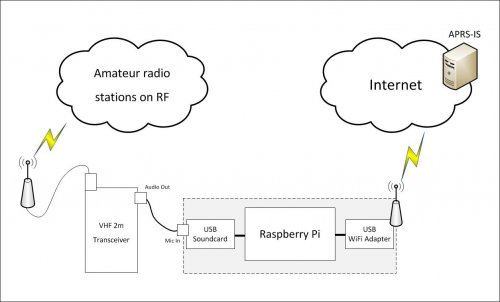 APRS-IS
Amateur radio
stations on RF
Internet
Audio Out
VHF 2m
Transceiver
Mic In
USB
Soundcard
Raspberry Pi
USB
WiFi Adapter